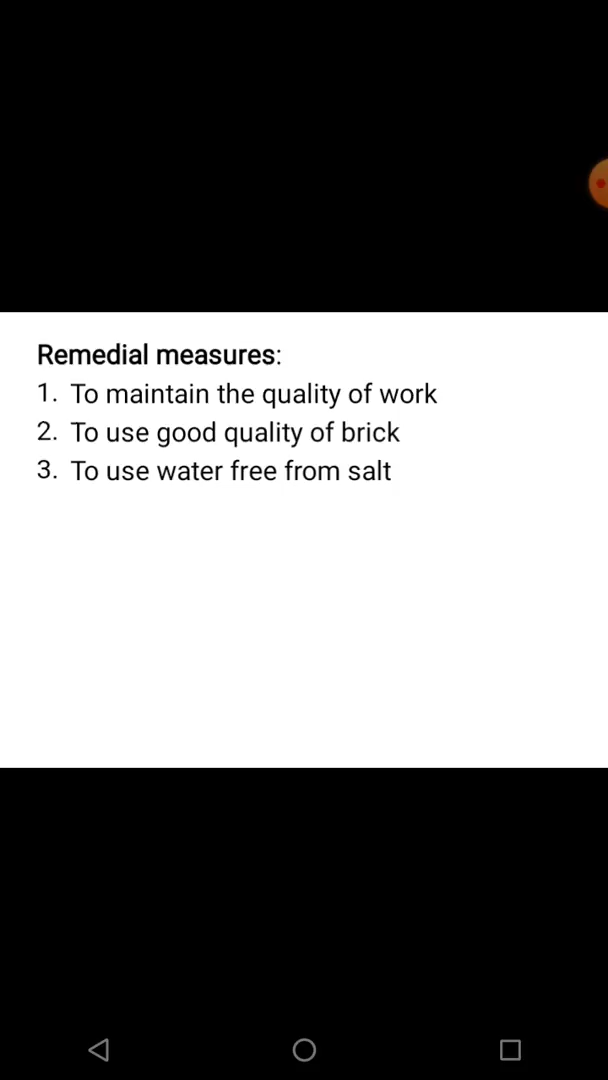 Remedial measures:
1. To maintain the quality of work
2. To use good quality of brick
3. To use water free from salt